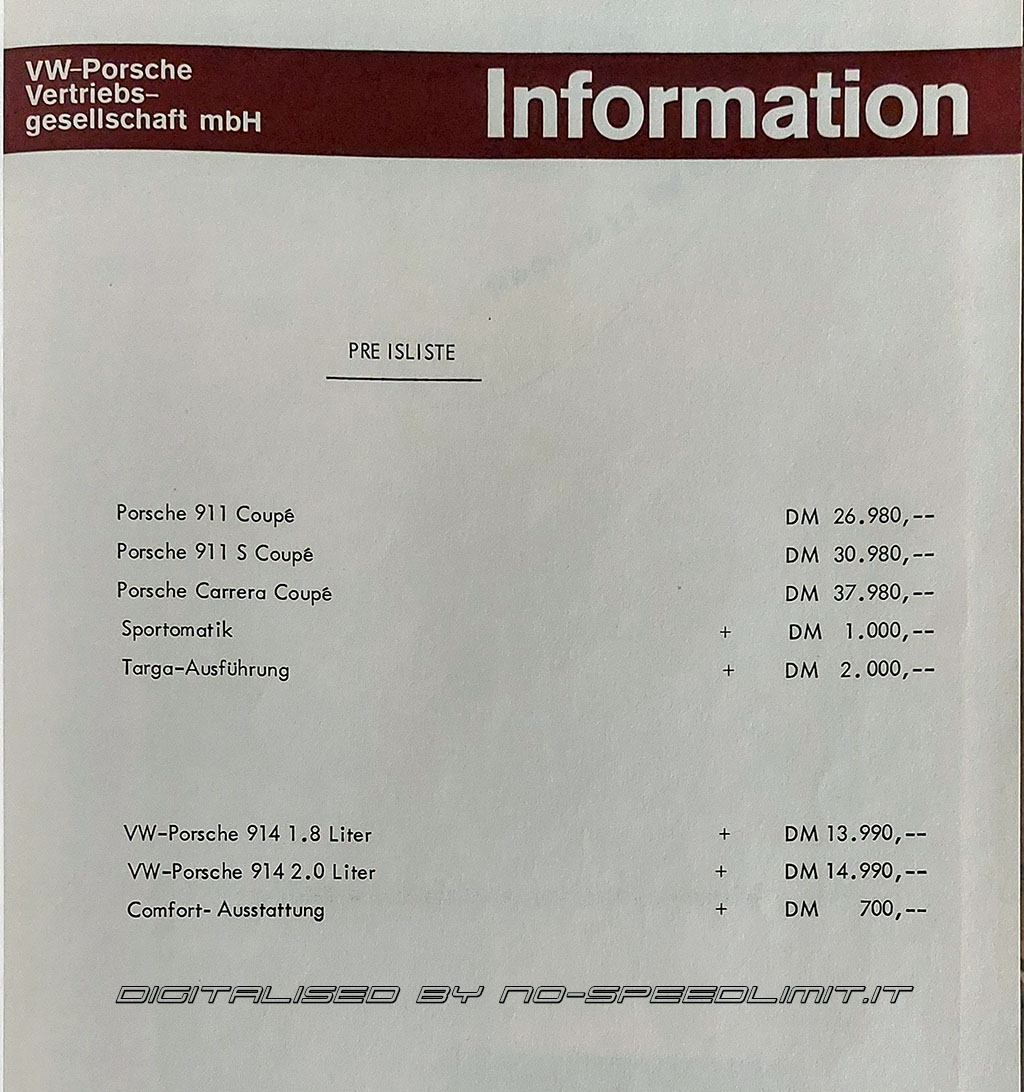 VW-Porsche
Vertriebs-
gesellschaft mbH
Information
PREISLISTE
Porsche 911 Coupé DM 26.980,--
Porsche 911 S Coupé DM 30.980,--
Porsche Carrera Coupé DM 37.980,--
Sportomatik + DM 1.000,--
Targa-Ausführung + DM 2.000,--
VW-Porsche 914 1.8 Liter + DM 13.990,--
VW-Porsche 914 2.0 Liter + DM 14.990,--
Comfort- Ausstattung + DM 700,--
DIGITALISED BY NO-SPEEDLIMIT.IT